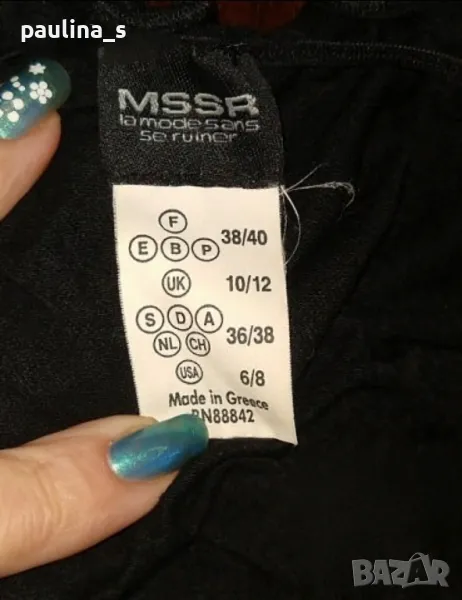 paulina_s
MSSR
la mode sans
se ruiner
F
E B P 38/40
UK 10/12
S D A
NL CH 36/38
USA 6/8
Made in Greece
RN88842
BAZAR